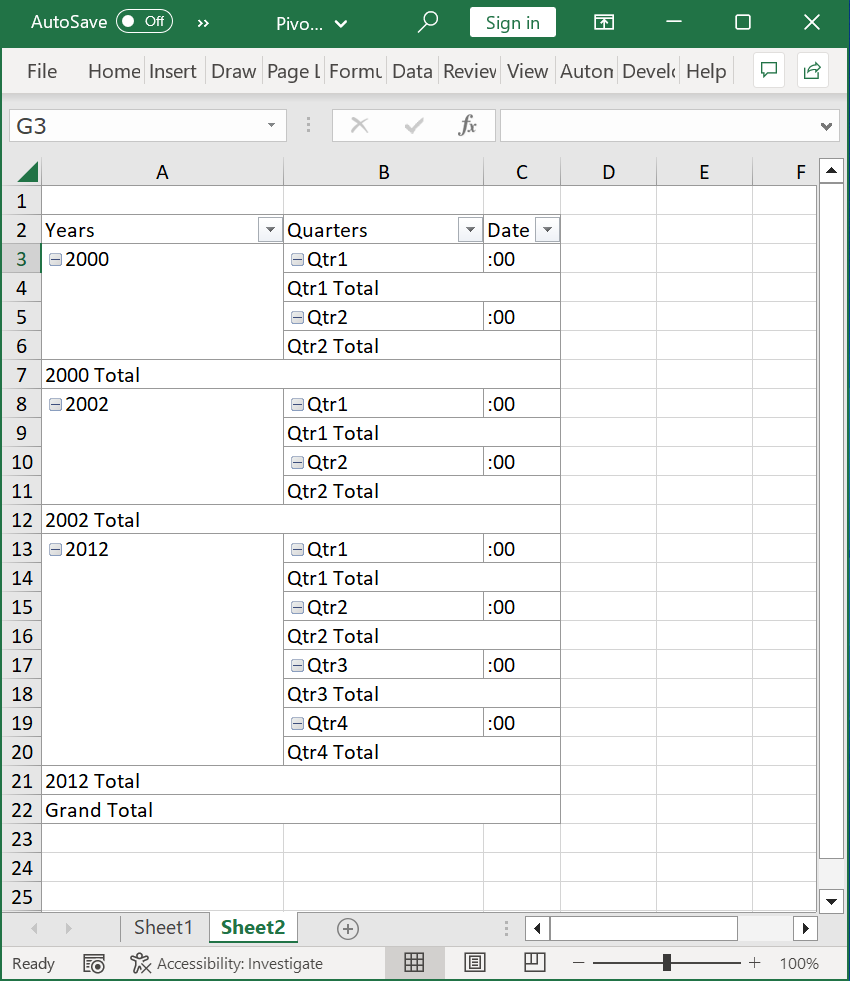 AutoSave Off » Pivo... Sign in
File Home Insert Draw Page L Formu Data Review View Autom Develo Help
G3 fx
A B C D E F
1
2 Years Quarters Date
3 2000 Qtr1 :00
4 Qtr1 Total
5 Qtr2 :00
6 Qtr2 Total
7 2000 Total
8 2002 Qtr1 :00
9 Qtr1 Total
10 Qtr2 :00
11 Qtr2 Total
12 2002 Total
13 2012 Qtr1 :00
14 Qtr1 Total
15 Qtr2 :00
16 Qtr2 Total
17 Qtr3 :00
18 Qtr3 Total
19 Qtr4 :00
20 Qtr4 Total
21 2012 Total
22 Grand Total
23
24
25
Sheet1 Sheet2
Ready Accessibility: Investigate 100%